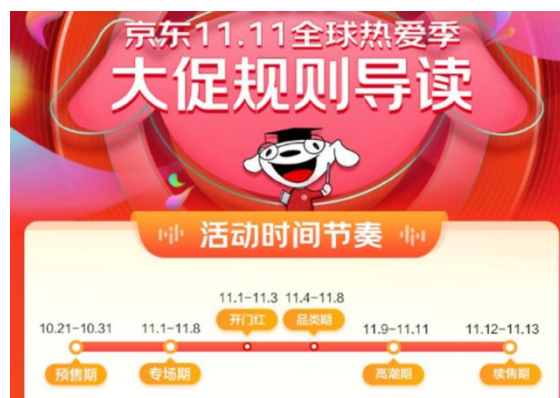 京东11.11全球热爱季
大促规则导读
活动时间节奏
11.1-11.3 11.4-11.8
开门红 品类期
10.21-10.31 11.1-11.8 11.9-11.11 11.12-11.13
预售期 专场期 高潮期 续售期